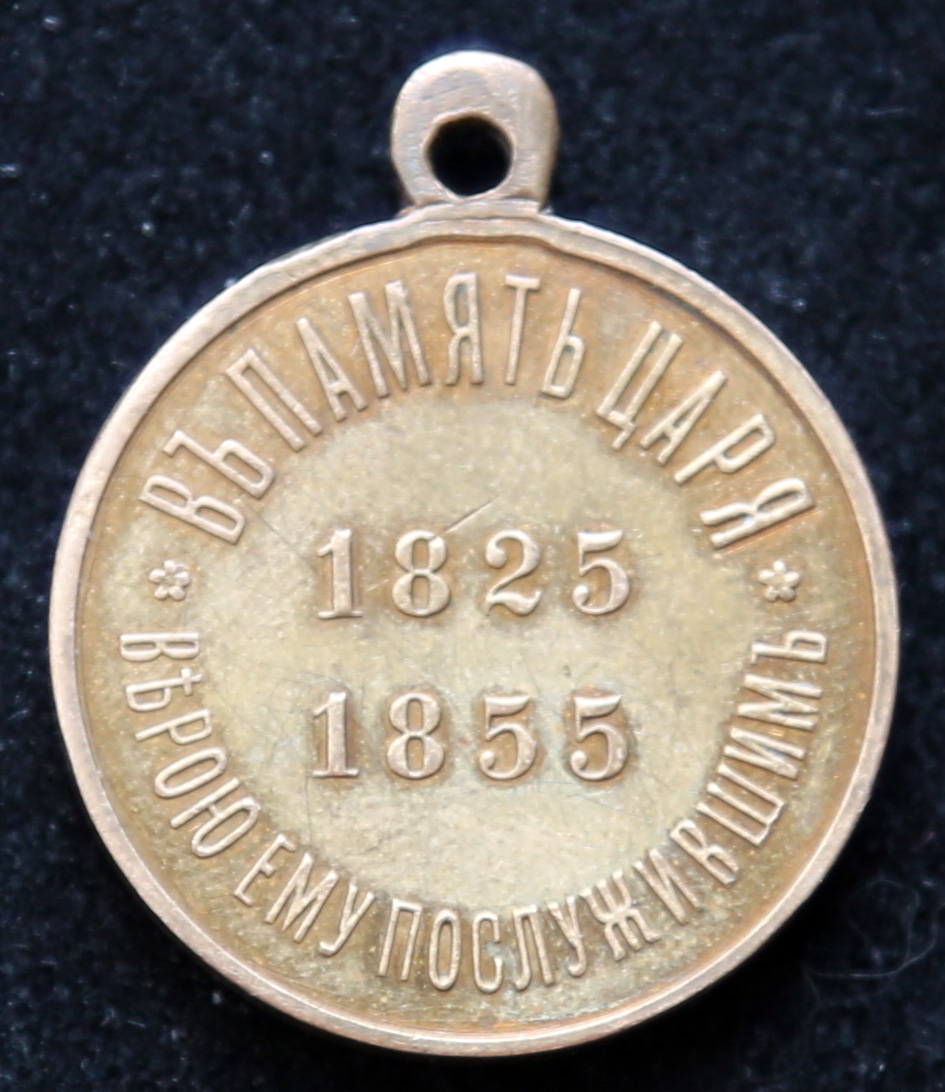 ВЪ ПАМЯТЬ ЦАРЯ
1825
1855
ВѢРОЮ ЕМУ ПОСЛУЖИВШИМЪ